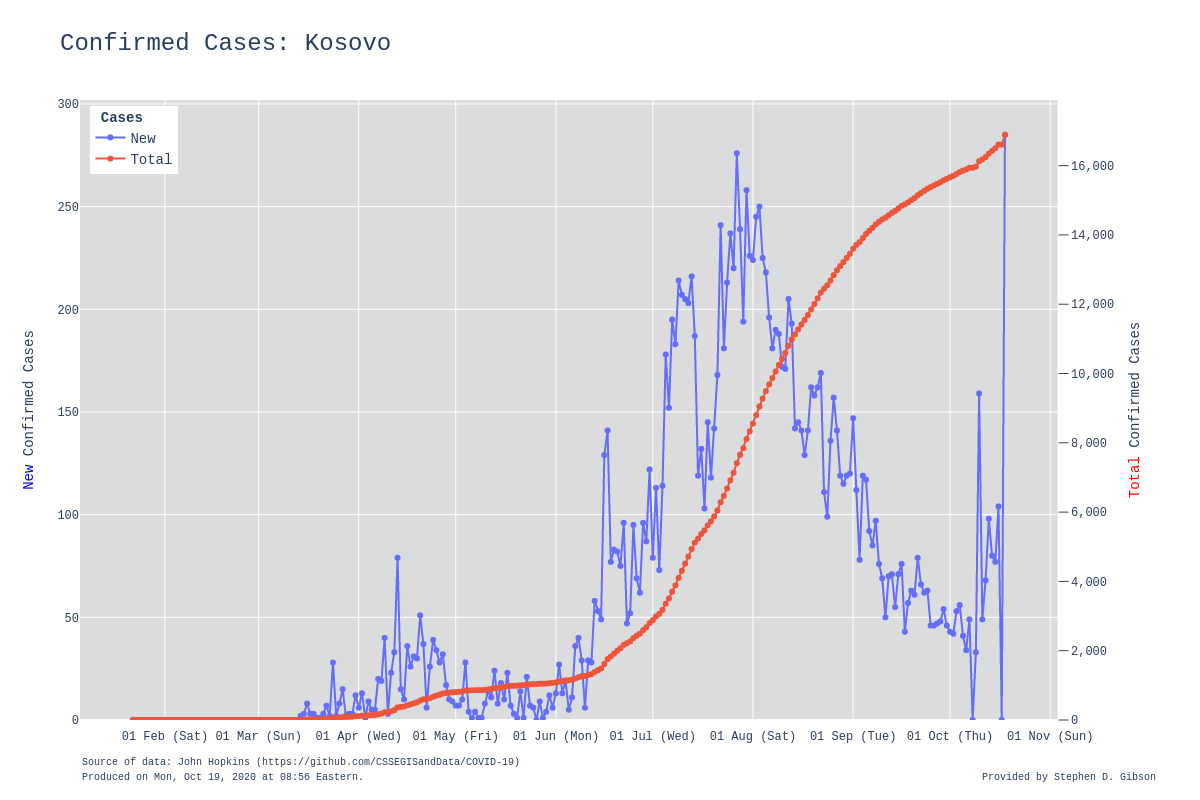 Confirmed Cases: Kosovo
Cases
New
Total
300
250
200
150
100
50
0
New Confirmed Cases
16,000
14,000
12,000
10,000
8,000
6,000
4,000
2,000
0
Total Confirmed Cases
01 Feb (Sat) 01 Mar (Sun) 01 Apr (Wed) 01 May (Fri) 01 Jun (Mon) 01 Jul (Wed) 01 Aug (Sat) 01 Sep (Tue) 01 Oct (Thu) 01 Nov (Sun)
Source of data: John Hopkins (https://github.com/CSSEGISandData/COVID-19)
Produced on Mon, Oct 19, 2020 at 08:56 Eastern.
Provided by Stephen D. Gibson